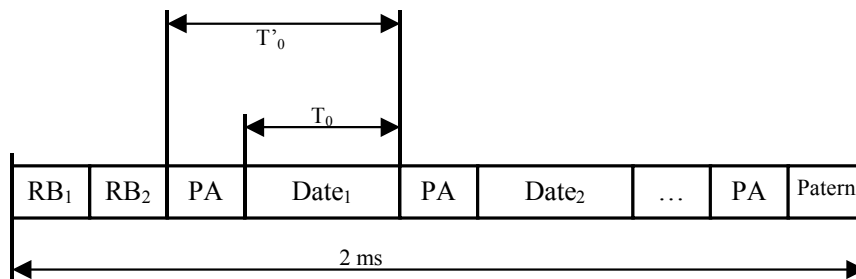 T’₀
T₀
RB₁ RB₂ PA Date₁ PA Date₂ … PA Patern
2 ms